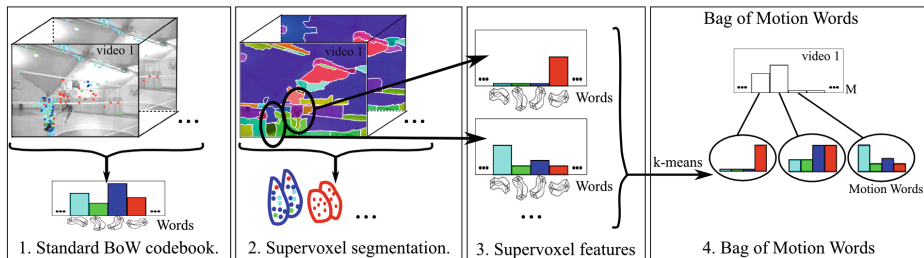 video 1
...
... ...
Words
1. Standard BoW codebook.
video 1
...
...
2. Supervoxel segmentation.
... ...
Words
... ...
Words
...
3. Supervoxel features
k-means
Bag of Motion Words
video 1
... ...
M
Motion Words
4. Bag of Motion Words